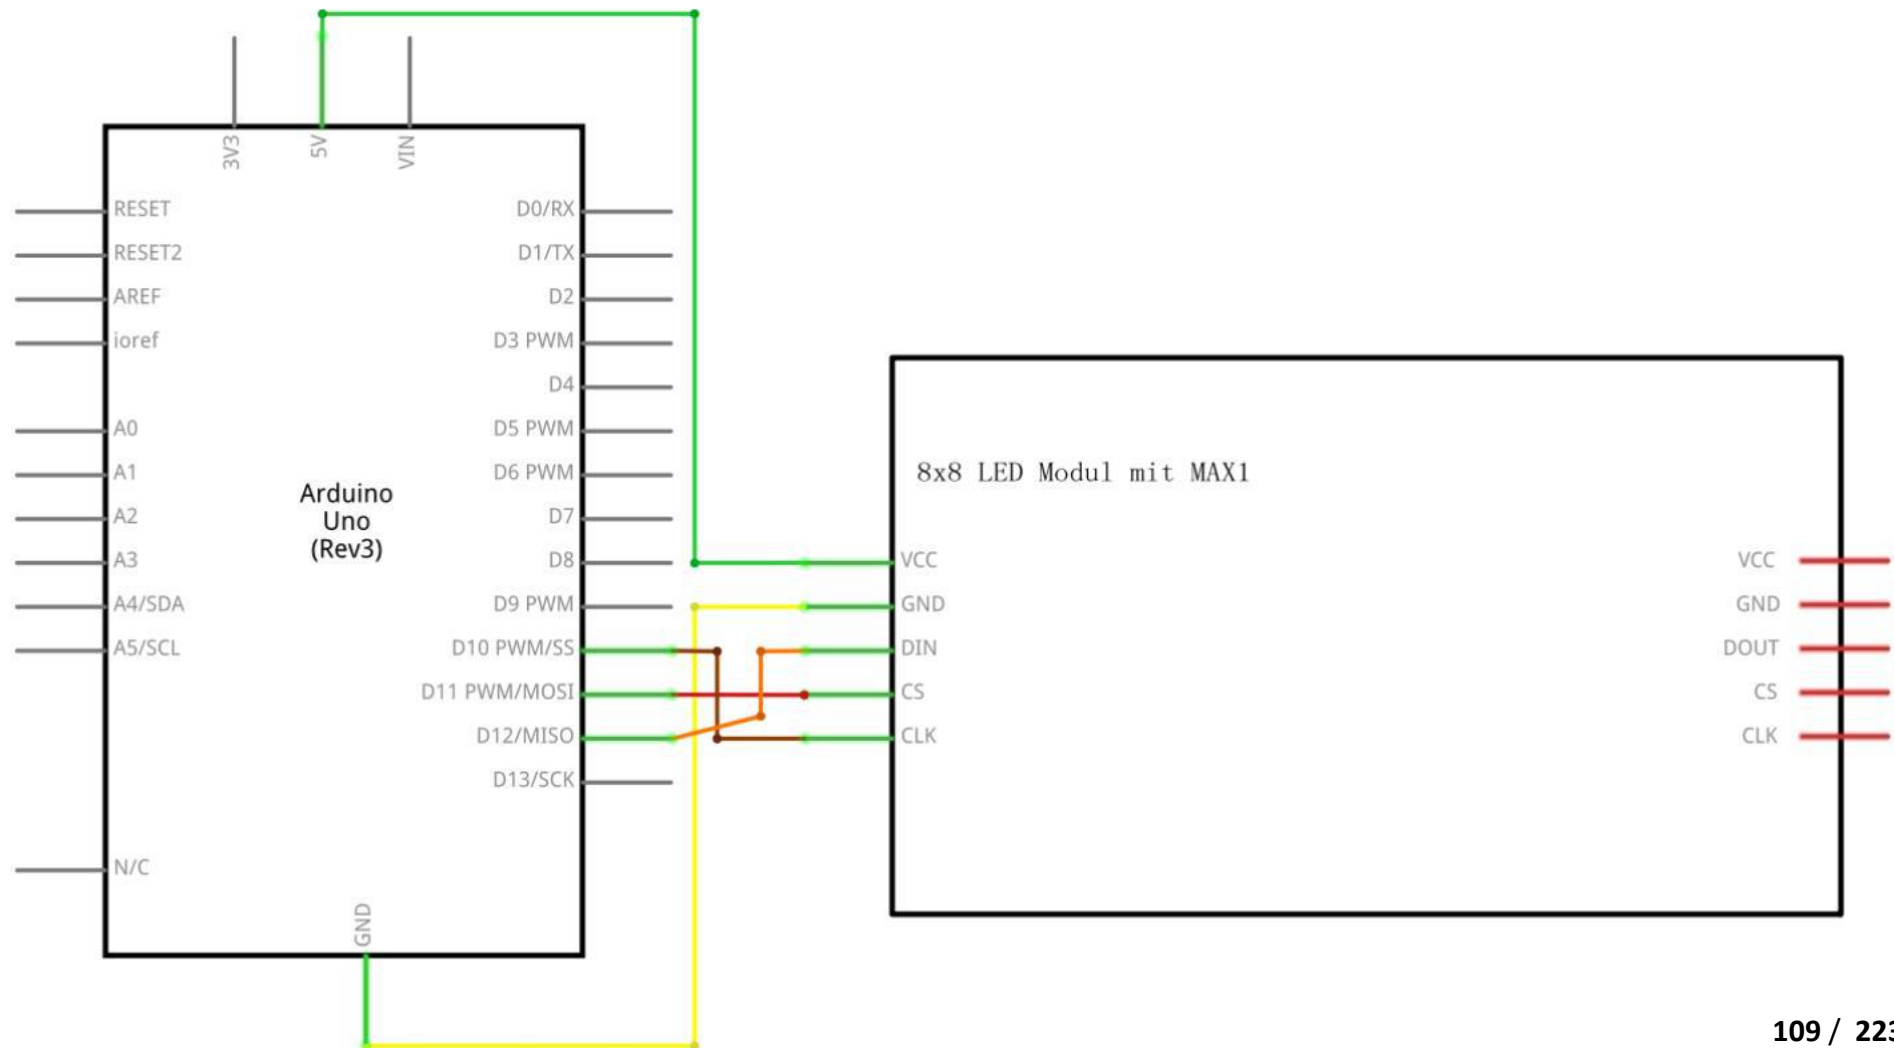 3V3
5V
VIN
RESET
RESET2
AREF
ioref
A0
A1
A2
A3
A4/SDA
A5/SCL
N/C
Arduino
Uno
(Rev3)
D0/RX
D1/TX
D2
D3 PWM
D4
D5 PWM
D6 PWM
D7
D8
D9 PWM
D10 PWM/SS
D11 PWM/MOSI
D12/MISO
D13/SCK
GND
8x8 LED Modul mit MAX1
VCC
GND
DIN
CS
CLK
VCC
GND
DOUT
CS
CLK
109 / 223